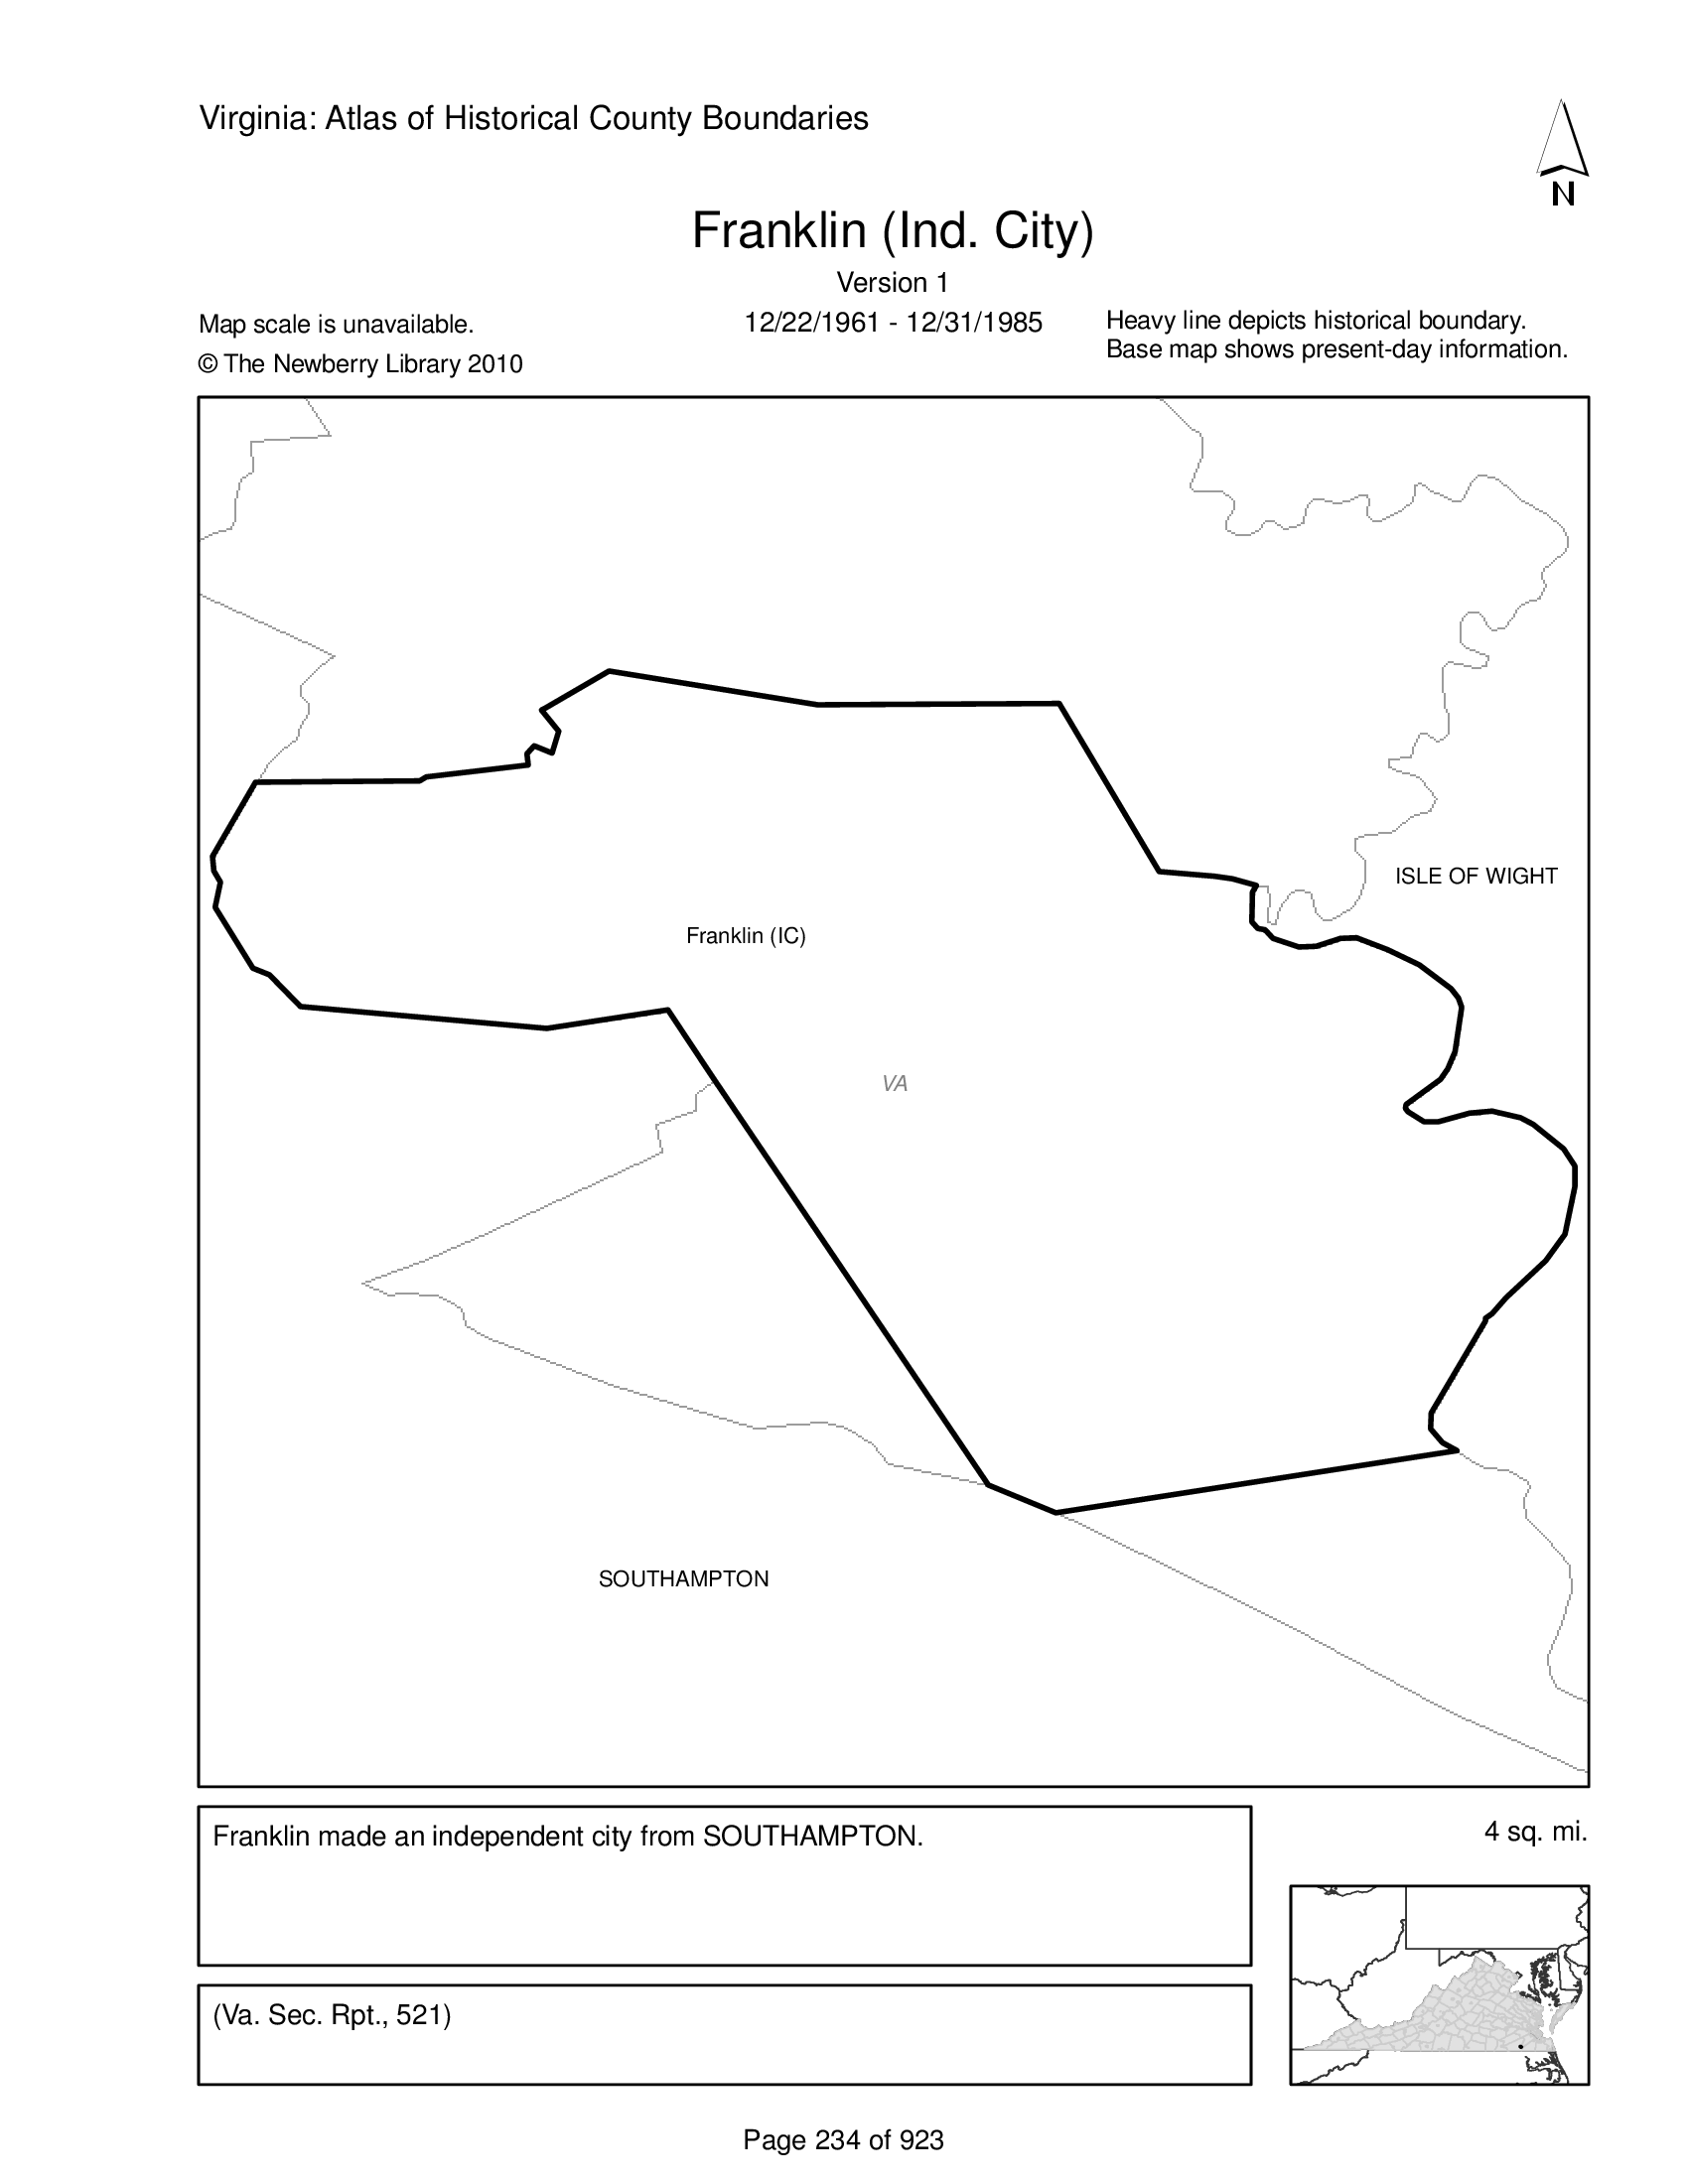 Virginia: Atlas of Historical County Boundaries
N
Franklin (Ind. City)
Version 1
12/22/1961 - 12/31/1985
Map scale is unavailable.
© The Newberry Library 2010
Heavy line depicts historical boundary.
Base map shows present-day information.
ISLE OF WIGHT
Franklin (IC)
VA
SOUTHAMPTON
Franklin made an independent city from SOUTHAMPTON.
4 sq. mi.
(Va. Sec. Rpt., 521)
Page 234 of 923